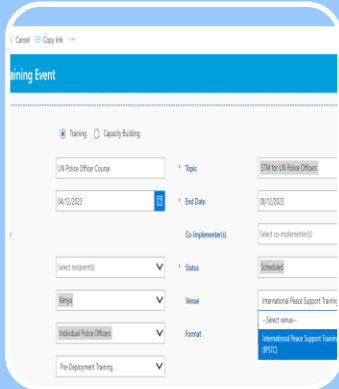 Cancel Copy link ...
aining Event
Training Capacity Building
UN Police Officer Course * Topic STM for UN Police Officers
04/12/2023 * End Date 08/12/2023
Co-Implementer(s) Select co-implementer(s)
Select recipient(s) * Status Scheduled
Kenya Venue International Peace Support Training
--Select venue--
Individual Police Officers Format International Peace Support Training
(IPSTC)
Pre-Deployment Training